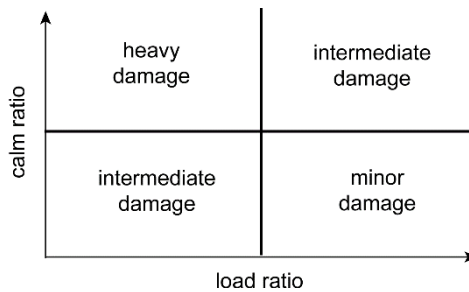 calm ratio
heavy
damage
intermediate
damage
intermediate
damage
minor
damage
load ratio